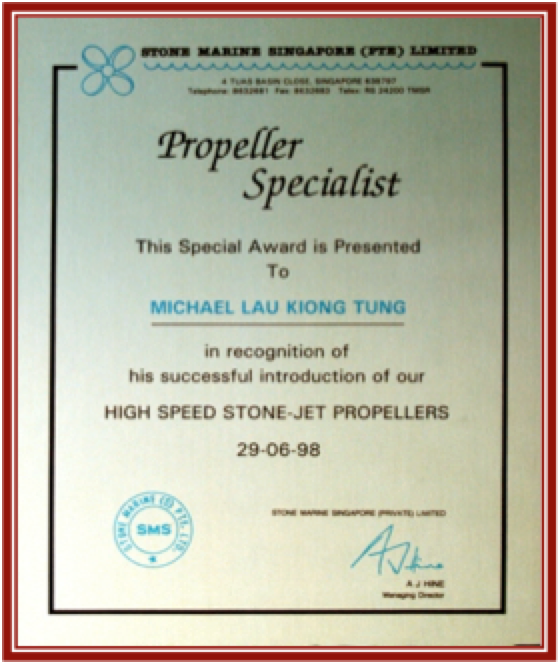 STONE MARINE SINGAPORE (PTE) LIMITED
4 TUAS BASIN CLOSE, SINGAPORE 638797
Telephone: 8632681 Fax: 8632683 Telex: RS 24200 TMSR
Propeller
Specialist
This Special Award is Presented
To
MICHAEL LAU KIONG TUNG
in recognition of
his successful introduction of our
HIGH SPEED STONE-JET PROPELLERS
29-06-98
STONE MARINE (S) PTE. LTD.
SMS
STONE MARINE SINGAPORE (PRIVATE) LIMITED
A J Hine
A J HINE
Managing Director